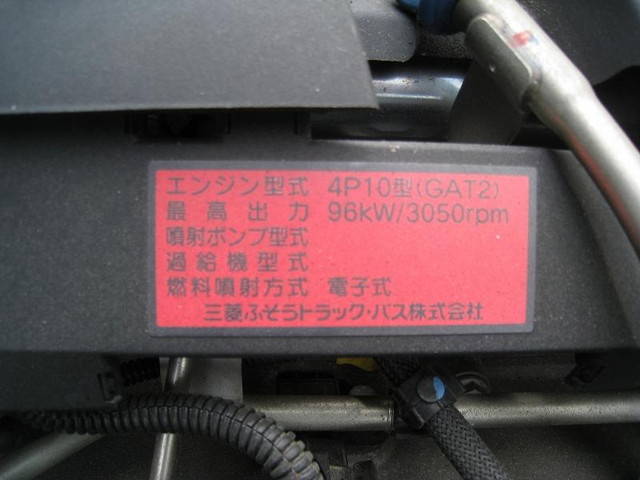 エンジン型式 4P10型(GAT2)
最高出力 96kW/3050rpm
噴射ポンプ型式
過給機型式
燃料噴射方式 電子式
三菱ふそうトラック・バス株式会社